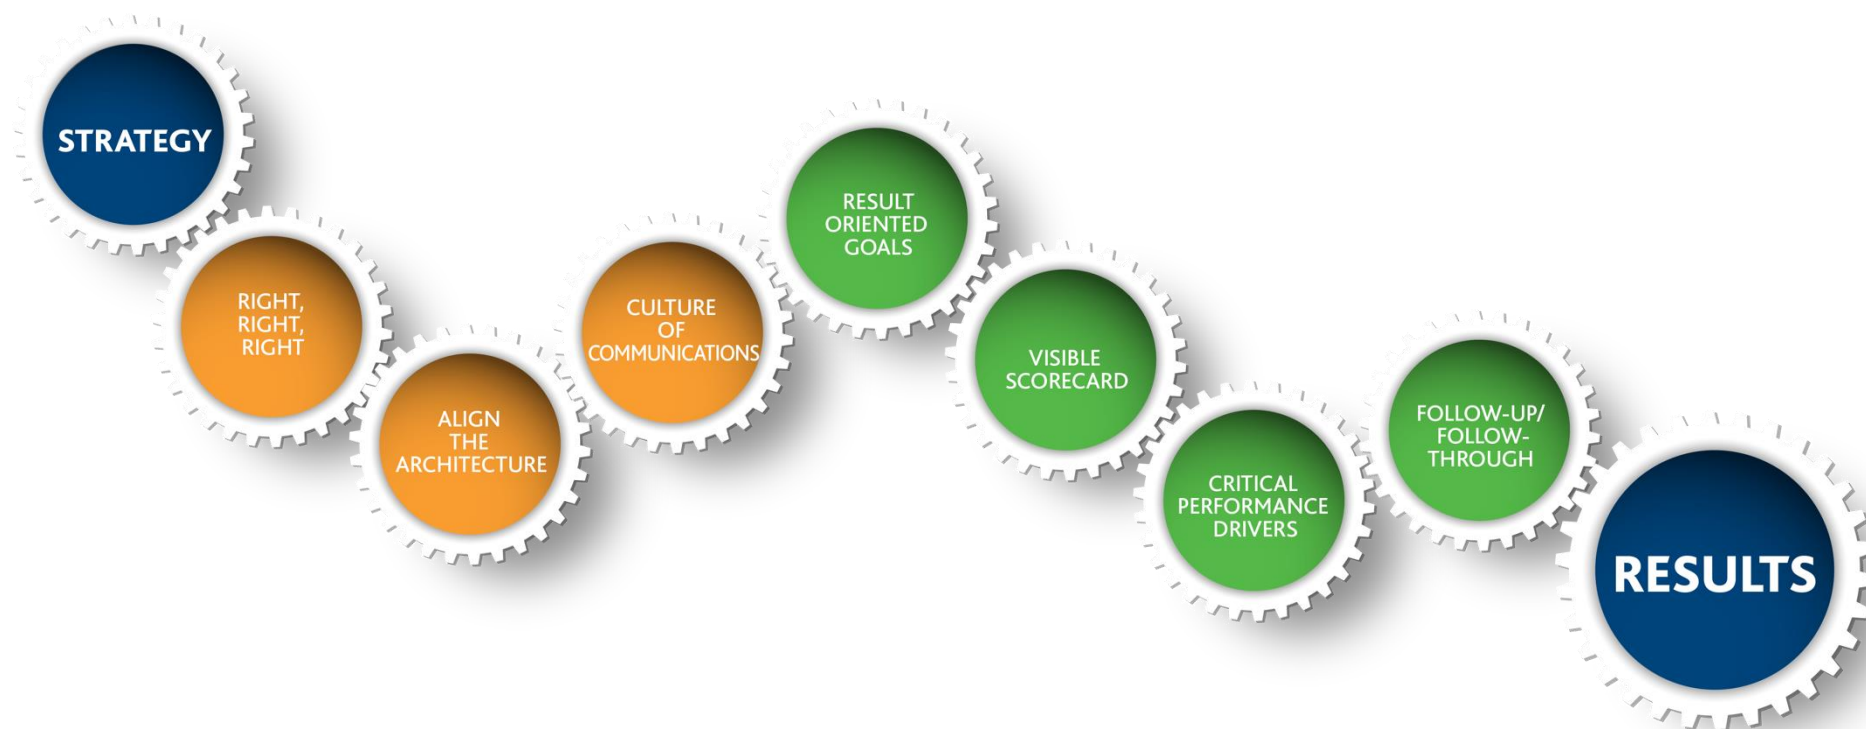 STRATEGY
RIGHT,
RIGHT,
RIGHT
ALIGN
THE
ARCHITECTURE
CULTURE
OF
COMMUNICATIONS
RESULT
ORIENTED
GOALS
VISIBLE
SCORECARD
CRITICAL
PERFORMANCE
DRIVERS
FOLLOW-UP/
FOLLOW-
THROUGH
RESULTS